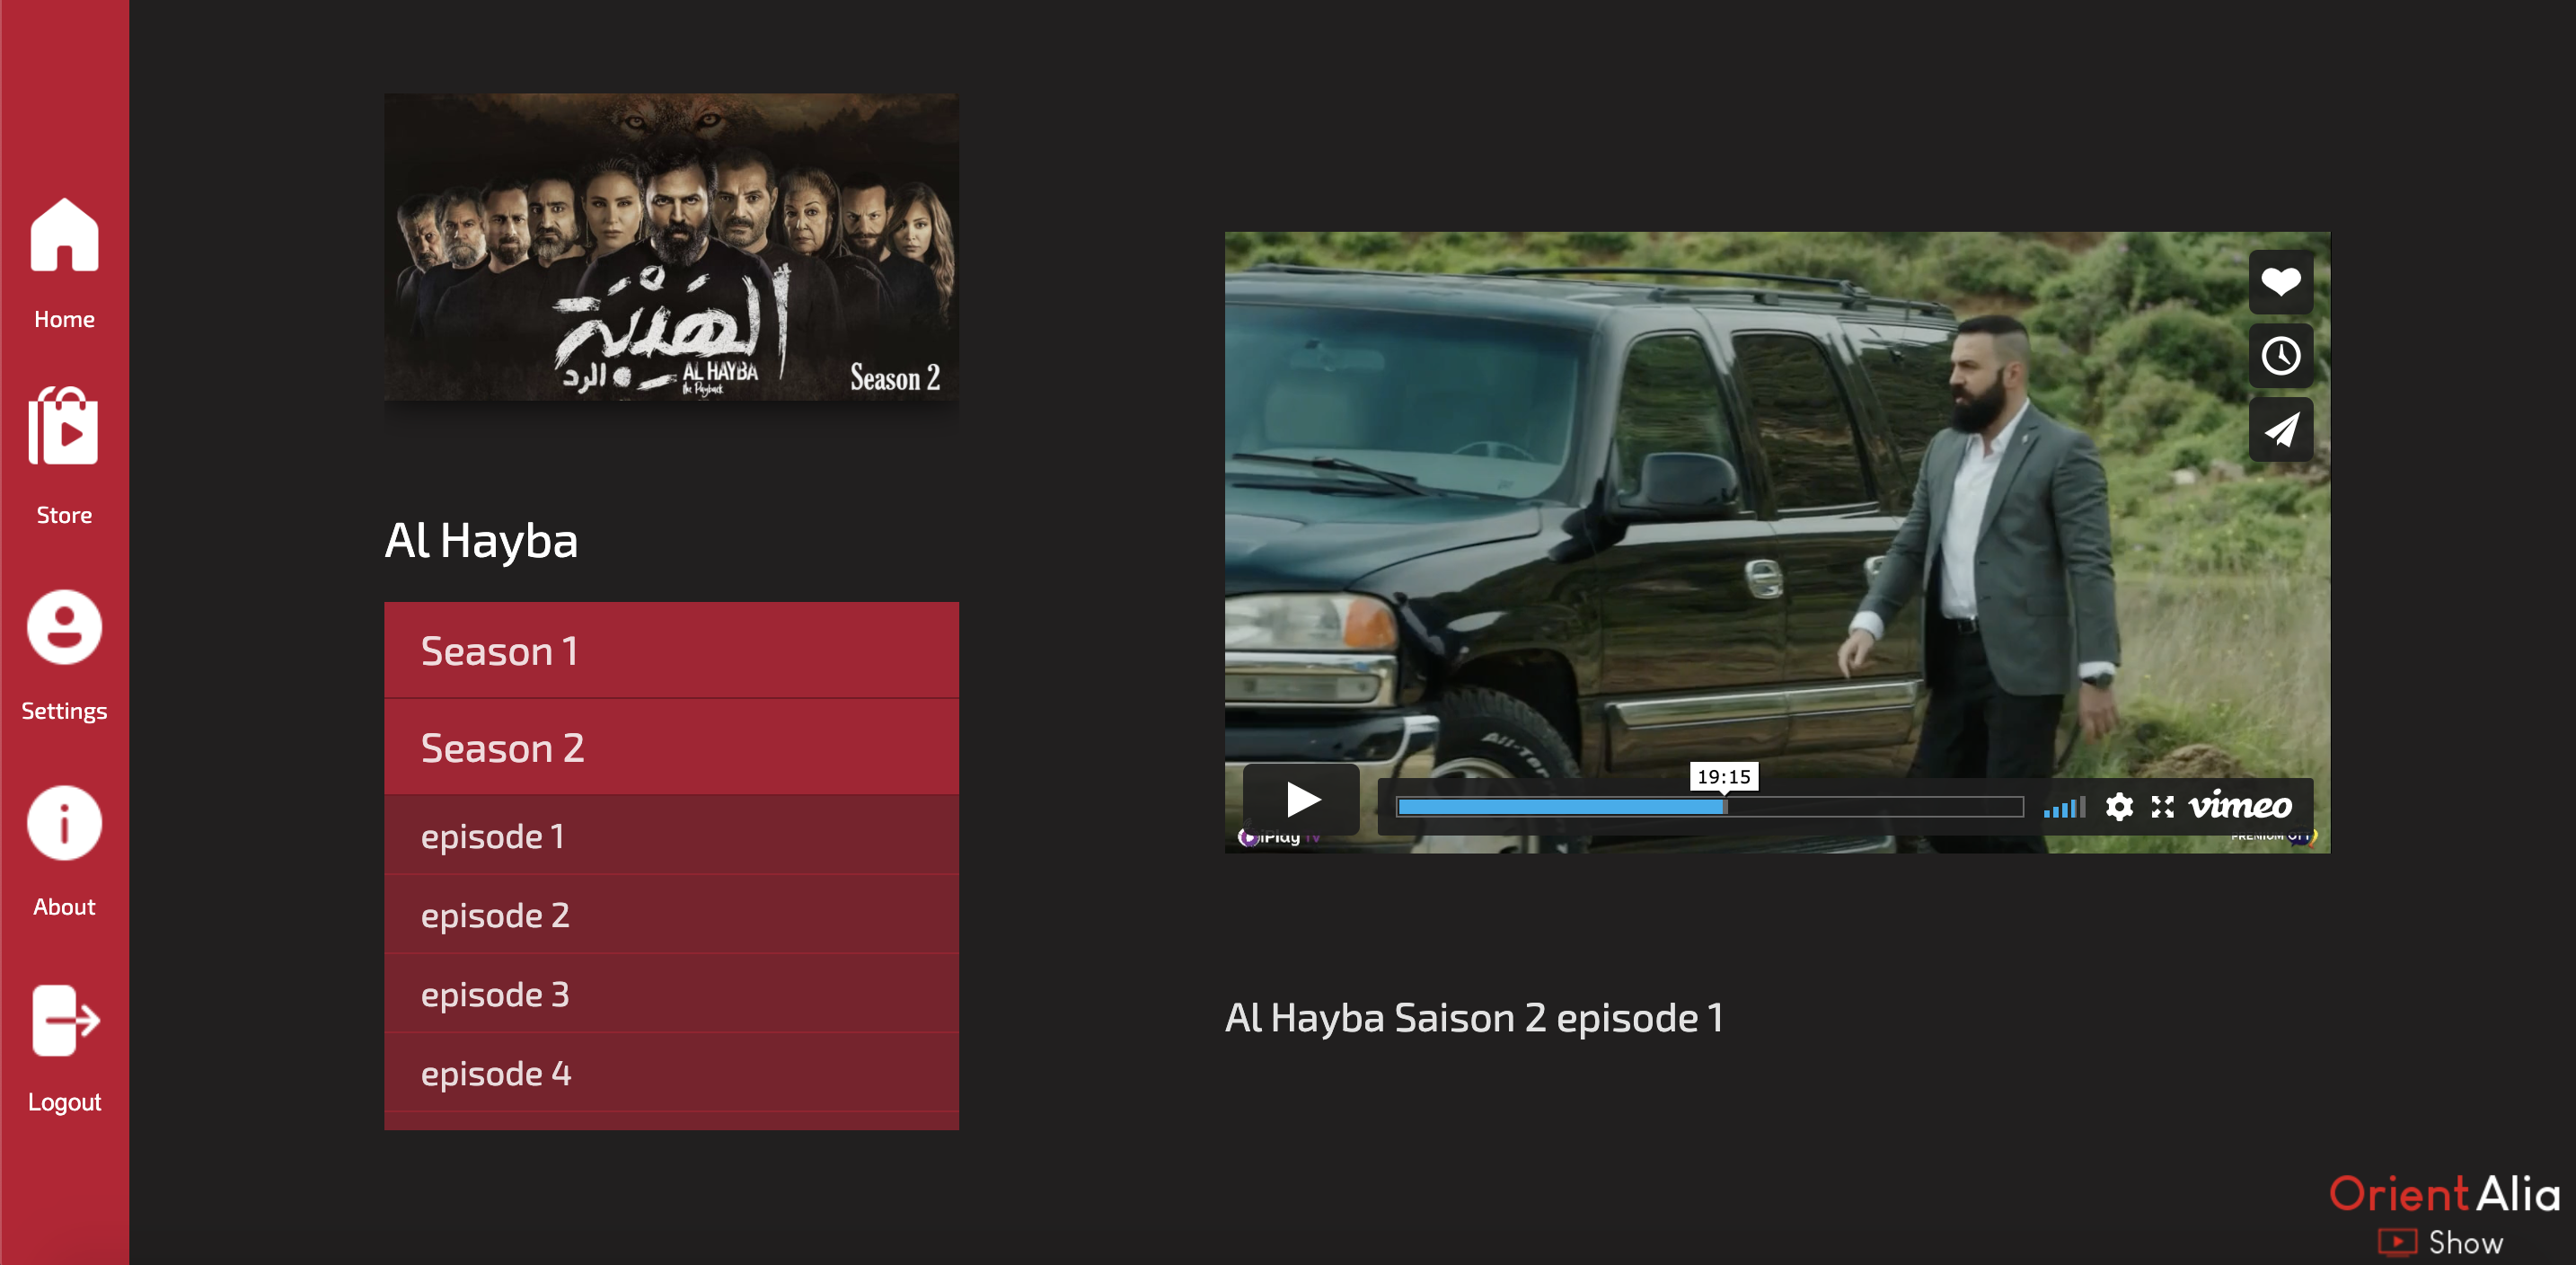 Home
Store
Settings
About
Logout
الهيبة
الرد
AL HAYBA
the Payback
Season 2
Al Hayba
Season 1
Season 2
episode 1
episode 2
episode 3
episode 4
19:15
vimeo
iPlay TV
PREMIUM
Al Hayba Saison 2 episode 1
OrientAlia
Show